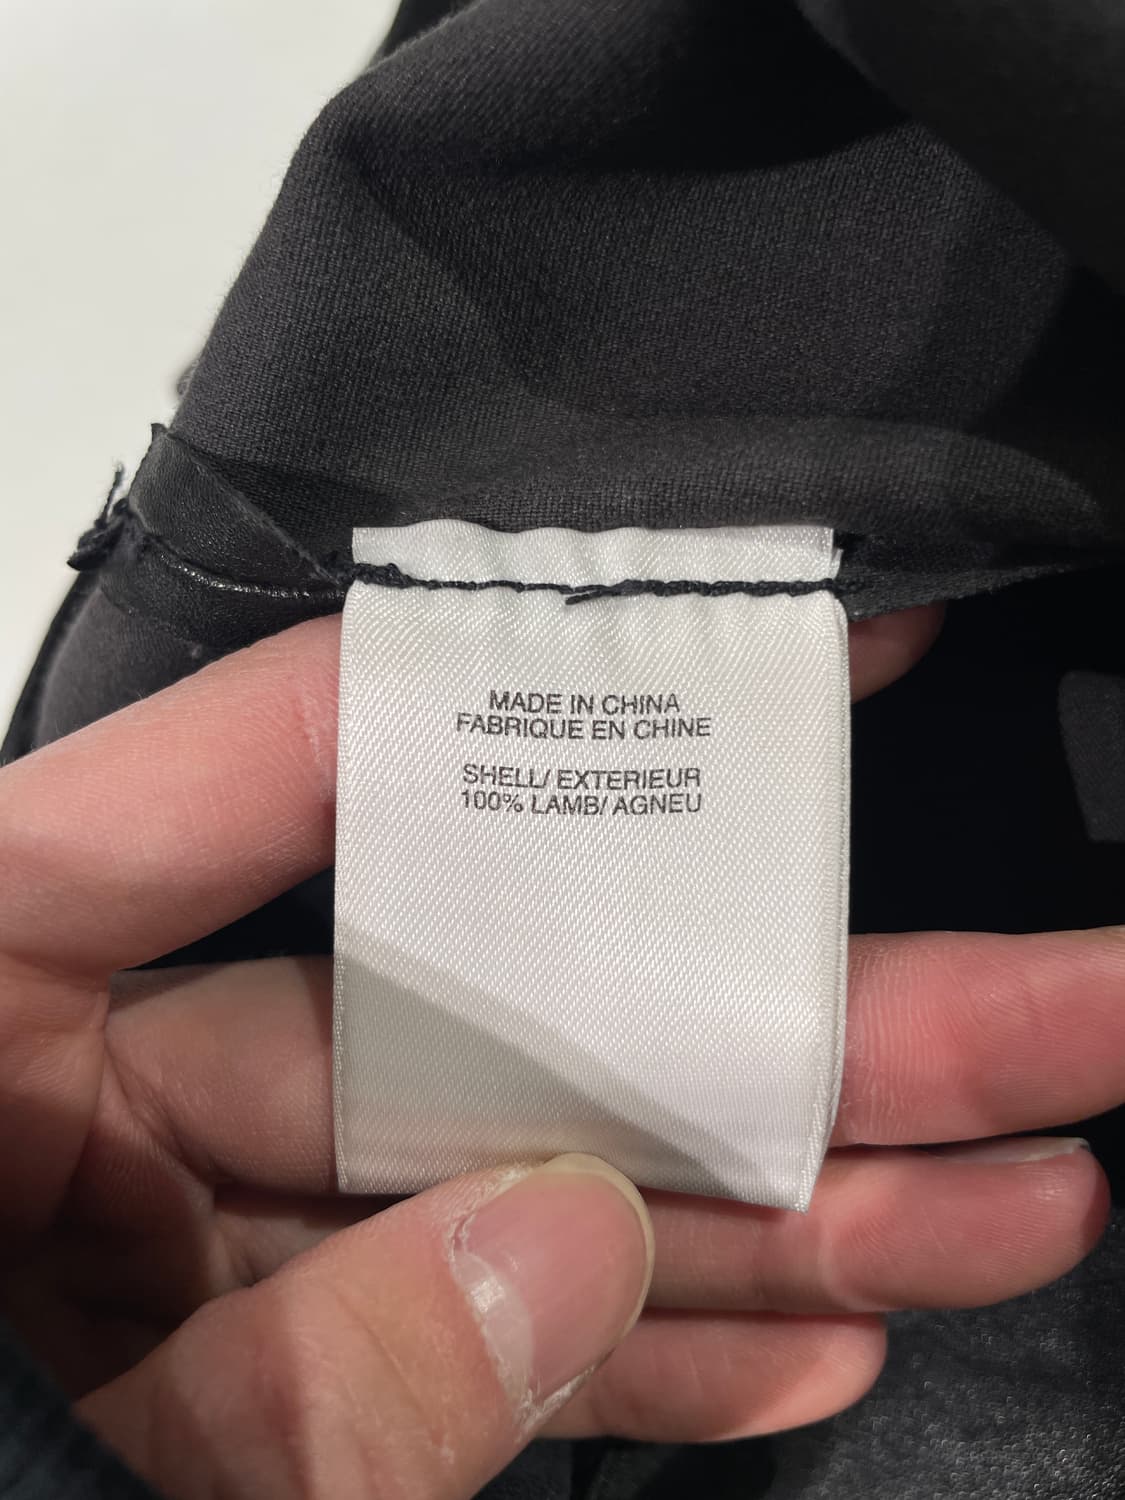 MADE IN CHINA
FABRIQUE EN CHINE
SHELL/ EXTERIEUR
100% LAMB/ AGNEU